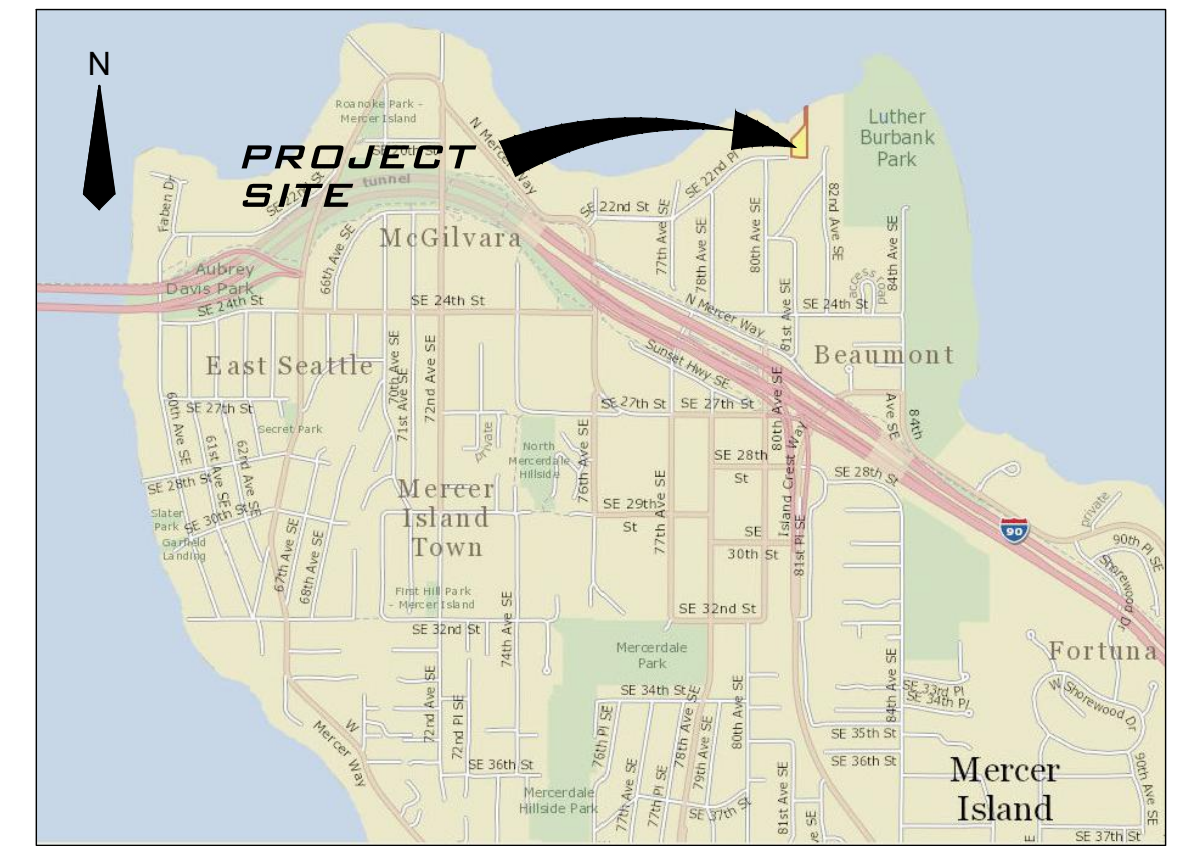 N
Roanoke Park -
Mercer Island
N Mercer Way
Luther
Burbank
Park
PROJECT
SITE
SE 22nd St
tunnel
Faben Dr
McGilvara
66th Ave SE
Aubrey
Davis Park
SE 24th St
SE 24th St
SE 22nd St
SE 22nd Pl
77th Ave SE
78th Ave SE
80th Ave SE
82nd Ave SE
84th Ave SE
access road
SE 24th St
81st Ave SE
N Mercer Way
Sunset Hwy SE
Beaumont
East Seattle
70th Ave SE
71st Ave SE
72nd Ave SE
SE 27th St
SE 27th St
SE 27th St
80th Ave SE
84th
Ave SE
60th Ave SE
61st Ave SE
62nd Ave SE
Secret Park
private
North
Mercerdale
Hillside
76th Ave SE
SE 28th
St
Island Crest Way
SE 28th St
SE 28th St
Mercer
Island
Town
SE 29th
St
77th Ave SE
SE
30th St
81st Pl SE
90
private
90th Pl SE
Shorewood Dr
Slater
Park
SE 30th St
Garfield
Landing
67th Ave SE
68th Ave SE
First Hill Park
- Mercer Island
SE 32nd St
74th Ave SE
SE 32nd St
Mercerdale
Park
Fortuna
84th Ave SE
SE 33rd Pl
SE 34th Pl
W Shorewood Dr
SE 34th St
W
Mercer Way
72nd Ave SE
72nd Pl SE
76th Pl SE
78th Ave SE
79th Ave SE
80th Ave SE
SE 35th St
SE 36th St
SE 36th St
Mercer
Island
90th Ave SE
Mercerdale
Hillside Park
77th Ave SE
77th Pl SE
SE 37th St
81st Ave SE
ve SE
E
SE 37th St